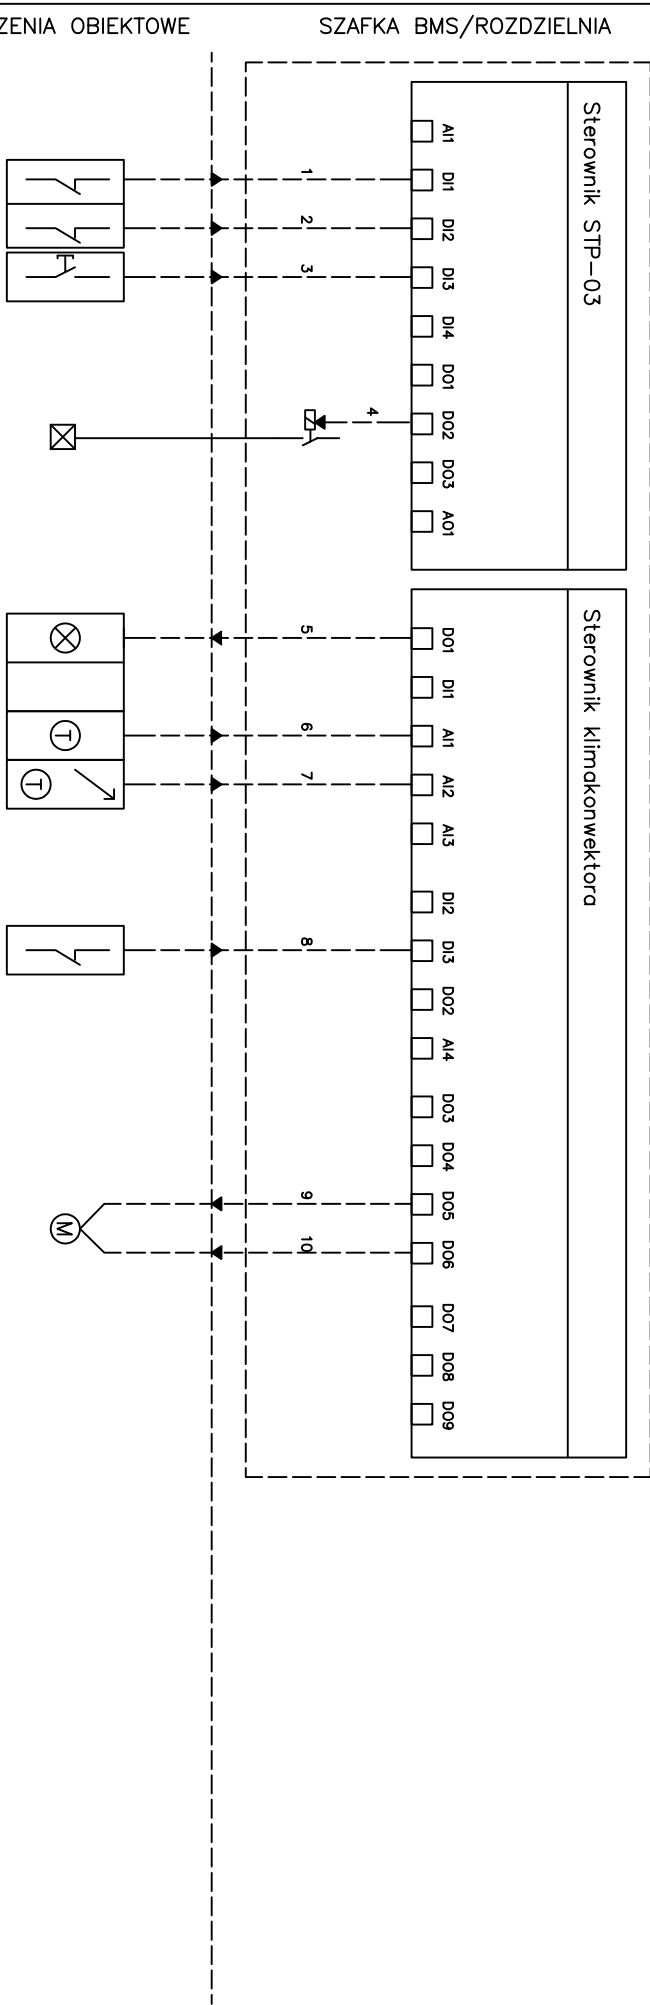 ZENIA OBIEKTOWE
SZAFKA BMS/ROZDZIELNIA
Sterownik STP-03
AI1
DI1
DI2
DI3
DI4
DO1
DO2
DO3
AO1
1
2
3
4
Sterownik klimakonwektora
DO1
DI1
AI1
AI2
AI3
DI2
DI3
DO2
AI4
DO3
DO4
DO5
DO6
DO7
DO8
DO9
5
6
7
8
9
10
T
T
M